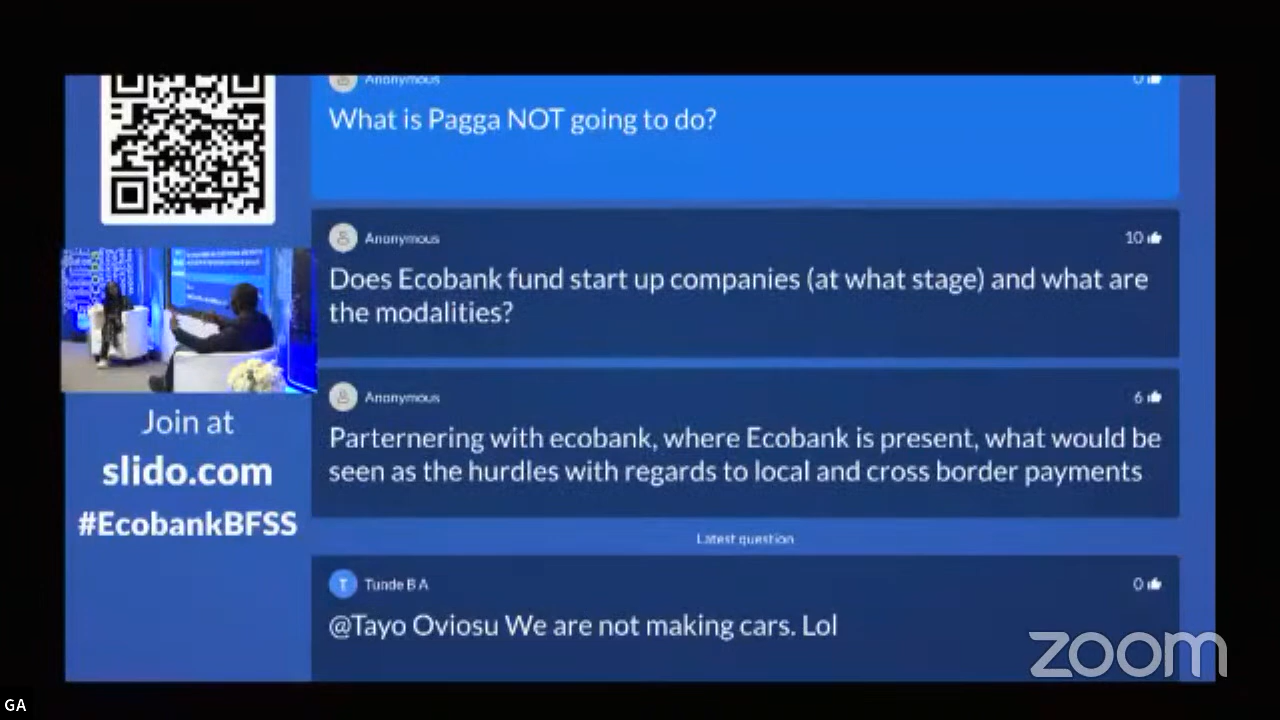 Anonymous
0
What is Pagga NOT going to do?
Anonymous
10
Does Ecobank fund start up companies (at what stage) and what are
the modalities?
Anonymous
6
Parternering with ecobank, where Ecobank is present, what would be
seen as the hurdles with regards to local and cross border payments
Join at
slido.com
#EcobankBFSS
Latest question
T
Tunde B A
0
@Tayo Oviosu We are not making cars. Lol
zoom
GA